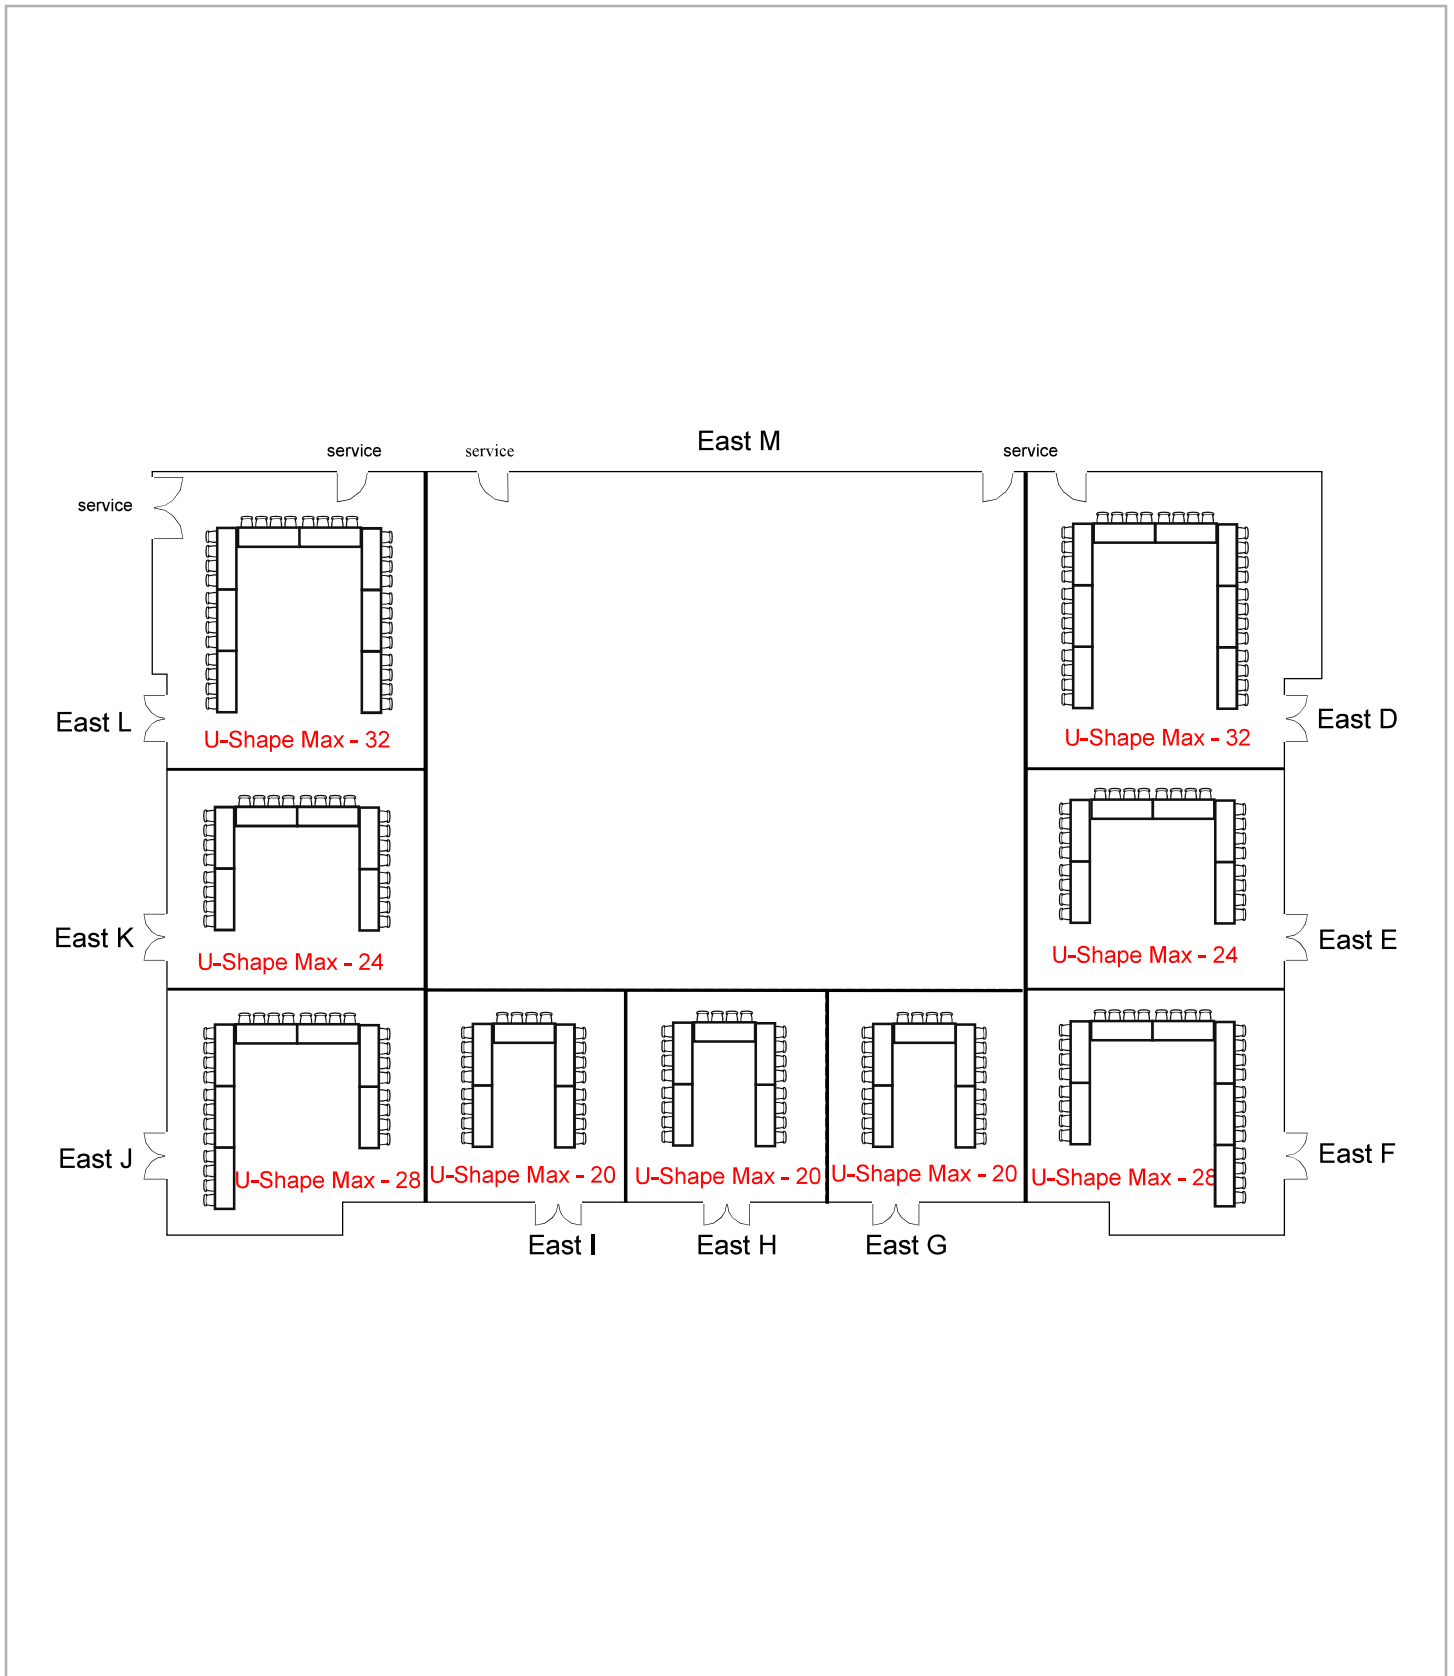 East M
service
service
service
service
East L
U-Shape Max - 32
U-Shape Max - 32
East D
East K
U-Shape Max - 24
U-Shape Max - 24
East E
East J
U-Shape Max - 28
U-Shape Max - 20
U-Shape Max - 20
U-Shape Max - 20
U-Shape Max - 28
East F
East I
East H
East G